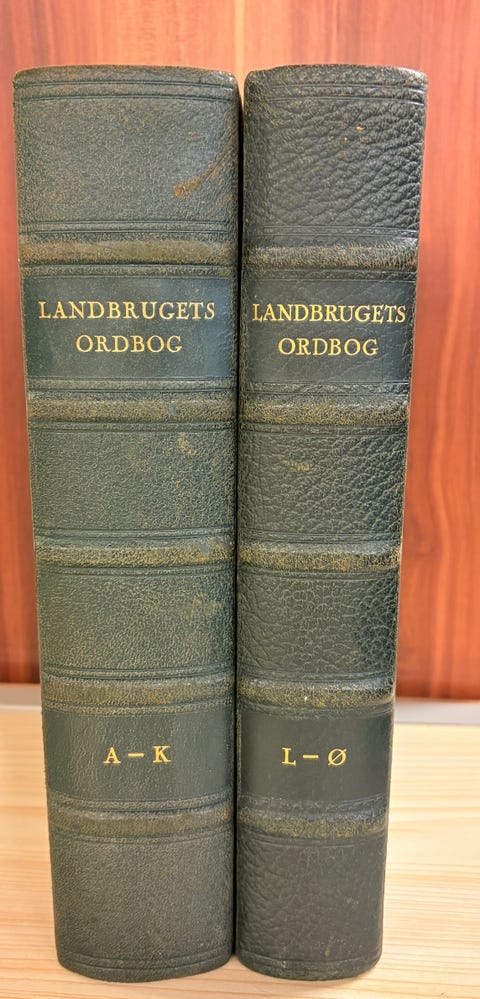 LANDBRUGETS
ORDBOG
A – K
LANDBRUGETS
ORDBOG
L – Ø